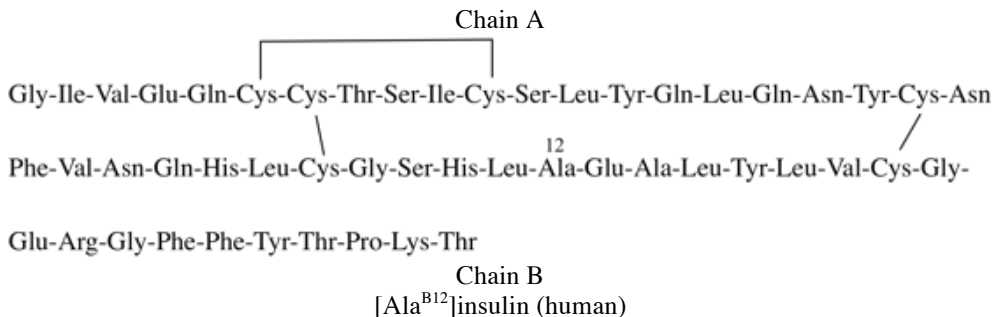 Chain A
Gly-Ile-Val-Glu-Gln-Cys-Cys-Thr-Ser-Ile-Cys-Ser-Leu-Tyr-Gln-Leu-Gln-Asn-Tyr-Cys-Asn
12
Phe-Val-Asn-Gln-His-Leu-Cys-Gly-Ser-His-Leu-Ala-Glu-Ala-Leu-Tyr-Leu-Val-Cys-Gly-
Glu-Arg-Gly-Phe-Phe-Tyr-Thr-Pro-Lys-Thr
Chain B
[Ala^B12]insulin (human)